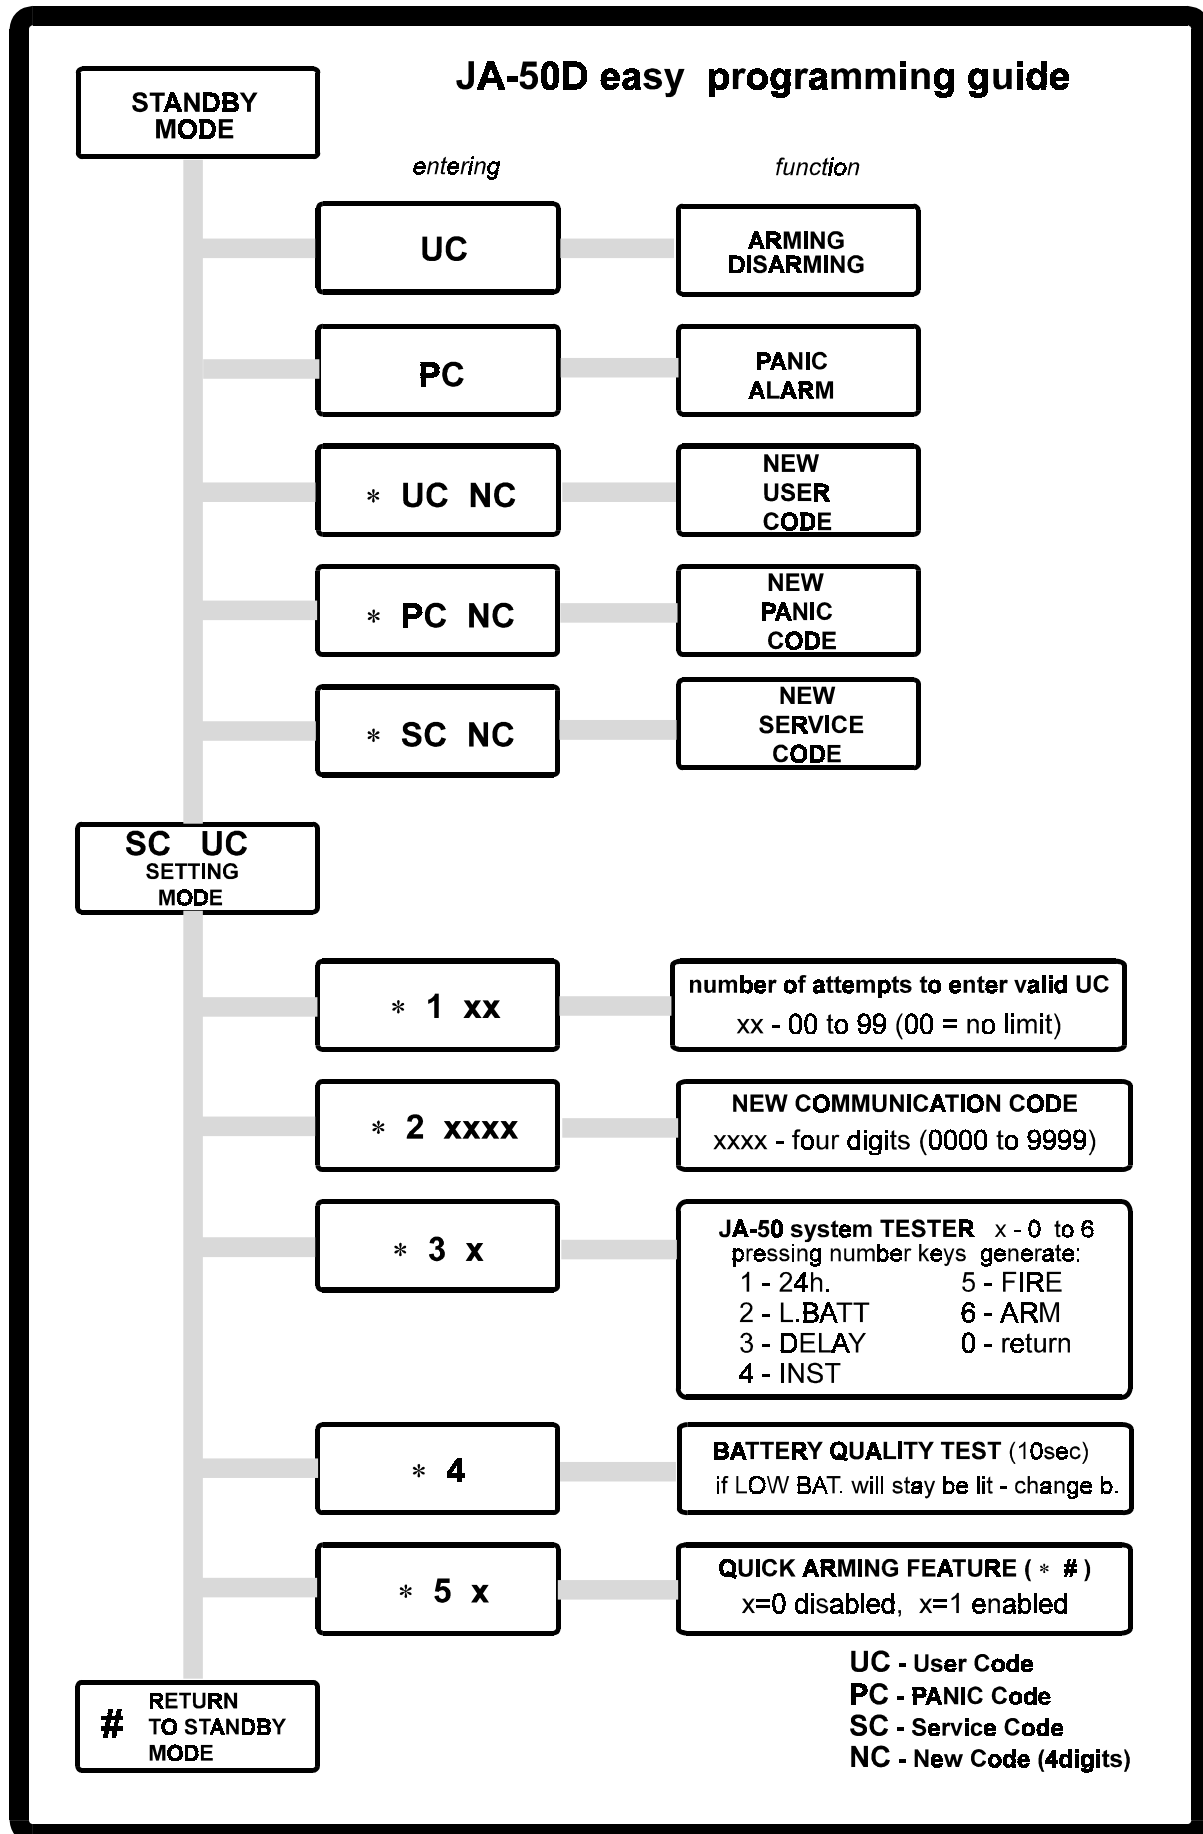 JA-50D easy programming guide
STANDBY
MODE
entering
function
UC
ARMING
DISARMING
PC
PANIC
ALARM
* UC NC
NEW
USER
CODE
* PC NC
NEW
PANIC
CODE
* SC NC
NEW
SERVICE
CODE
SC UC
SETTING
MODE
* 1 xx
number of attempts to enter valid UC
xx - 00 to 99 (00 = no limit)
* 2 xxxx
NEW COMMUNICATION CODE
xxxx - four digits (0000 to 9999)
* 3 x
JA-50 system TESTER x - 0 to 6
pressing number keys generate:
1 - 24h. 5 - FIRE
2 - L.BATT 6 - ARM
3 - DELAY 0 - return
4 - INST
* 4
BATTERY QUALITY TEST (10sec)
if LOW BAT. will stay be lit - change b.
* 5 x
QUICK ARMING FEATURE ( * # )
x=0 disabled, x=1 enabled
UC - User Code
PC - PANIC Code
SC - Service Code
NC - New Code (4digits)
# RETURN
TO STANDBY
MODE